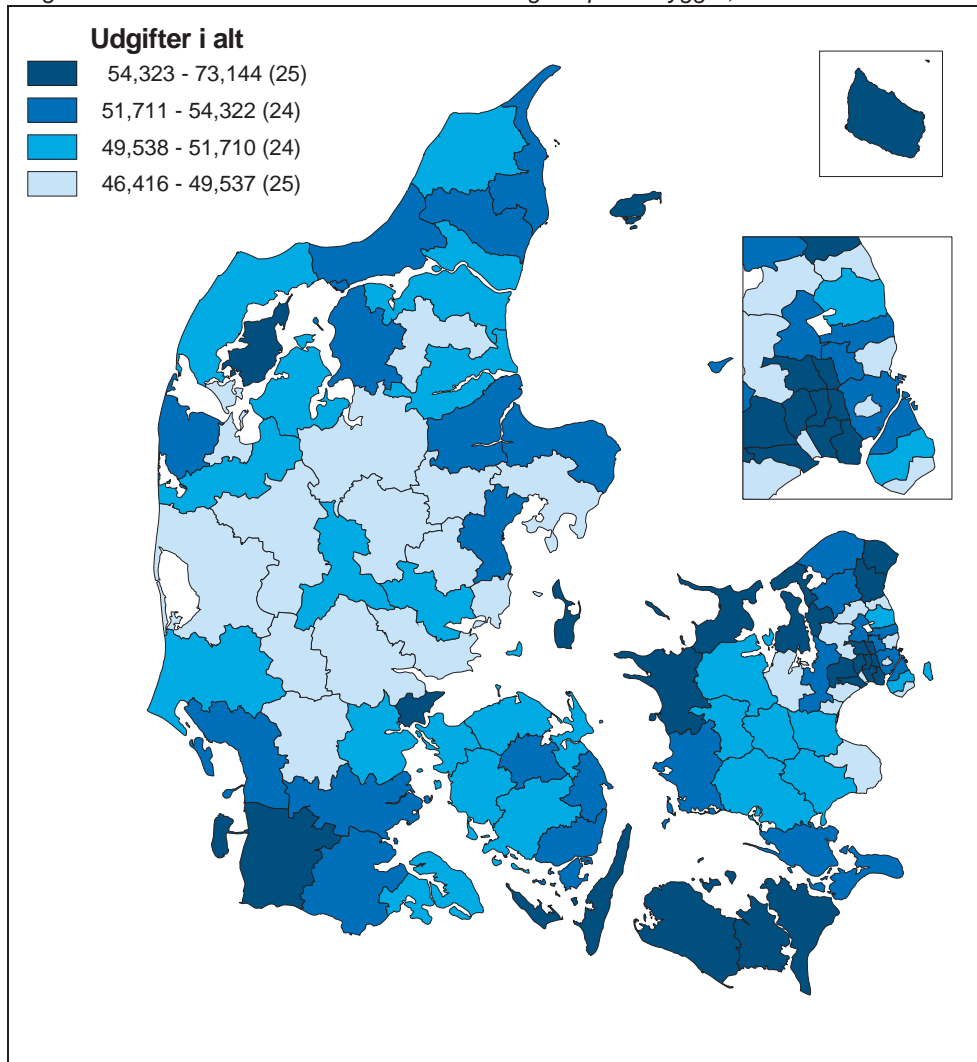 Udgifter i alt
54,323 - 73,144 (25)
51,711 - 54,322 (24)
49,538 - 51,710 (24)
46,416 - 49,537 (25)